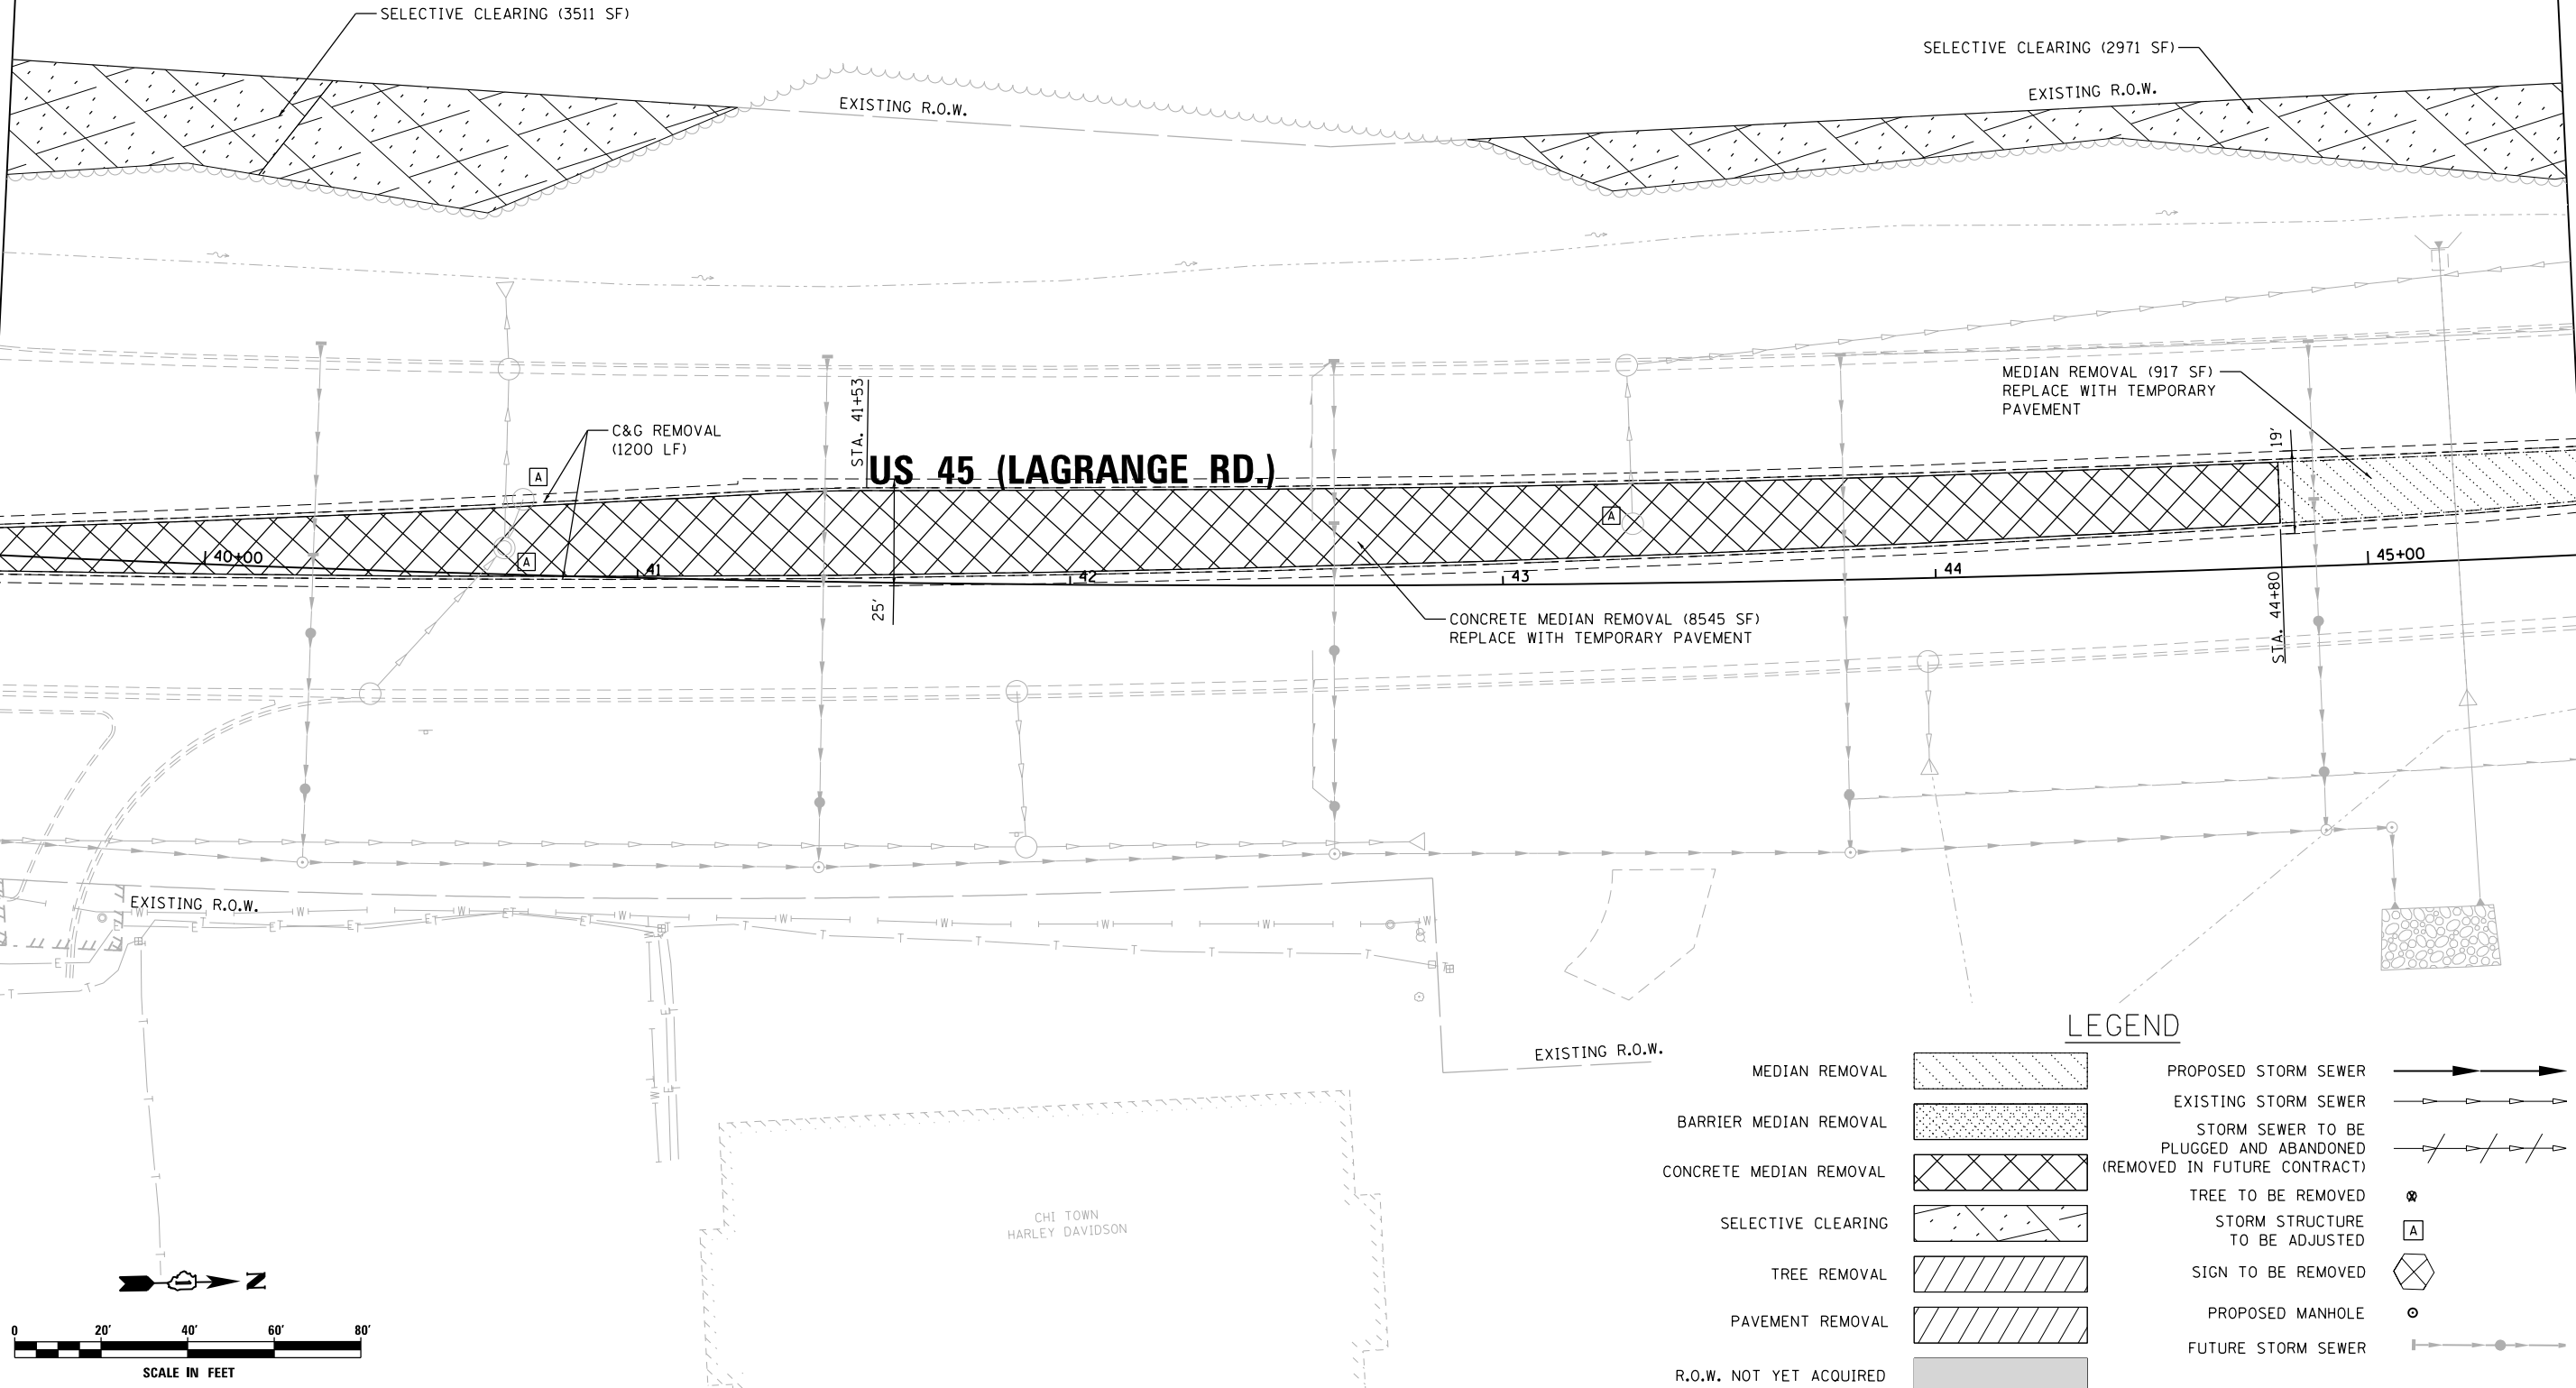 SELECTIVE CLEARING (3511 SF)
SELECTIVE CLEARING (2971 SF)
EXISTING R.O.W.
EXISTING R.O.W.
MEDIAN REMOVAL (917 SF)
REPLACE WITH TEMPORARY
PAVEMENT
STA. 41+53
C&G REMOVAL
(1200 LF)
US 45 (LAGRANGE RD.)
19'
A
A
A
40+00
41
42
43
44
45+00
25'
STA. 44+80
CONCRETE MEDIAN REMOVAL (8545 SF)
REPLACE WITH TEMPORARY PAVEMENT
EXISTING R.O.W.
EXISTING R.O.W.
CHI TOWN
HARLEY DAVIDSON
N
0 20' 40' 60' 80'
SCALE IN FEET
LEGEND
MEDIAN REMOVAL
BARRIER MEDIAN REMOVAL
CONCRETE MEDIAN REMOVAL
SELECTIVE CLEARING
TREE REMOVAL
PAVEMENT REMOVAL
R.O.W. NOT YET ACQUIRED
PROPOSED STORM SEWER
EXISTING STORM SEWER
STORM SEWER TO BE
PLUGGED AND ABANDONED
(REMOVED IN FUTURE CONTRACT)
TREE TO BE REMOVED
STORM STRUCTURE
TO BE ADJUSTED
A
SIGN TO BE REMOVED
PROPOSED MANHOLE
FUTURE STORM SEWER